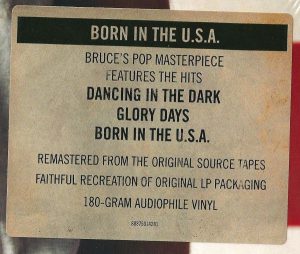 BORN IN THE U.S.A.
BRUCE'S POP MASTERPIECE
FEATURES THE HITS
DANCING IN THE DARK
GLORY DAYS
BORN IN THE U.S.A.
REMASTERED FROM THE ORIGINAL SOURCE TAPES
FAITHFUL RECREATION OF ORIGINAL LP PACKAGING
180-GRAM AUDIOPHILE VINYL